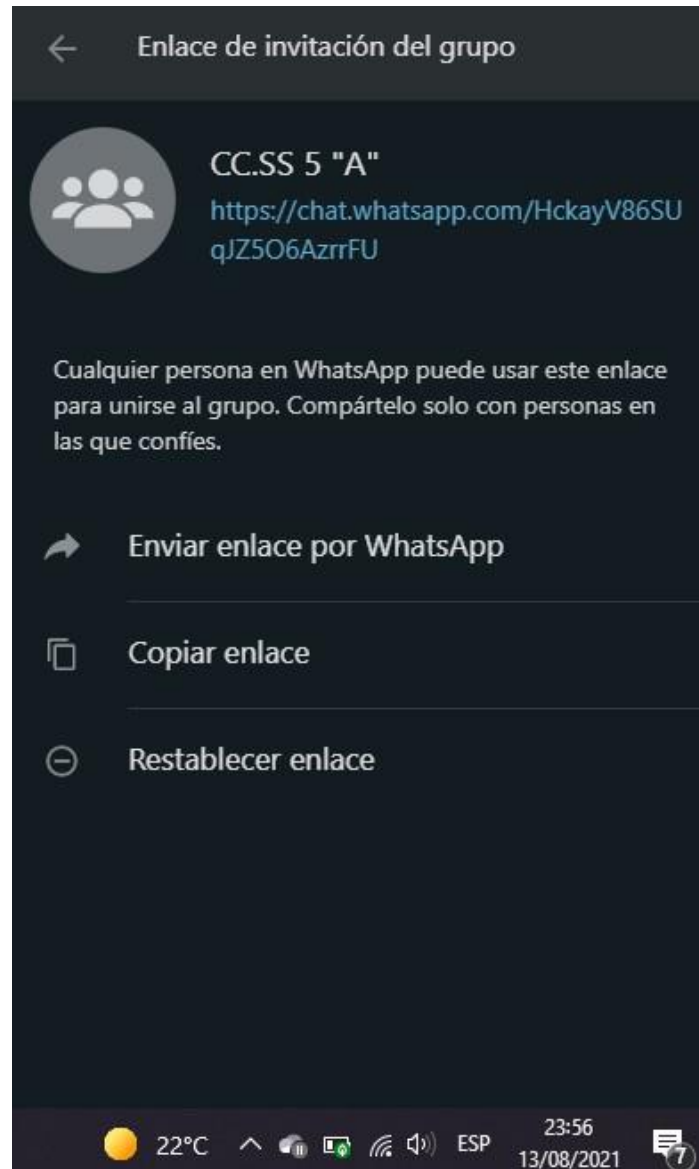 Enlace de invitación del grupo
CC.SS 5 "A"
https://chat.whatsapp.com/HckayV86SU
qJZ5O6AzrrFU
Cualquier persona en WhatsApp puede usar este enlace
para unirse al grupo. Compártelo solo con personas en
las que confíes.
Enviar enlace por WhatsApp
Copiar enlace
Restablecer enlace
22°C ESP 23:56
13/08/2021 7